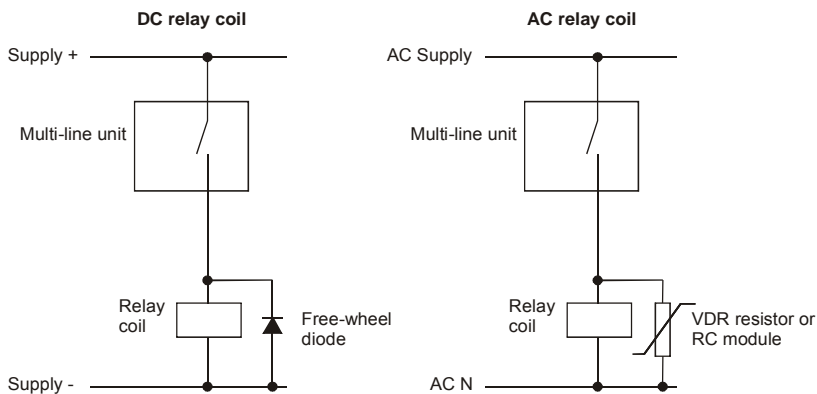 DC relay coil
Supply +
Multi-line unit
Relay
coil
Free-wheel
diode
Supply -
AC relay coil
AC Supply
Multi-line unit
Relay
coil
VDR resistor or
RC module
AC N